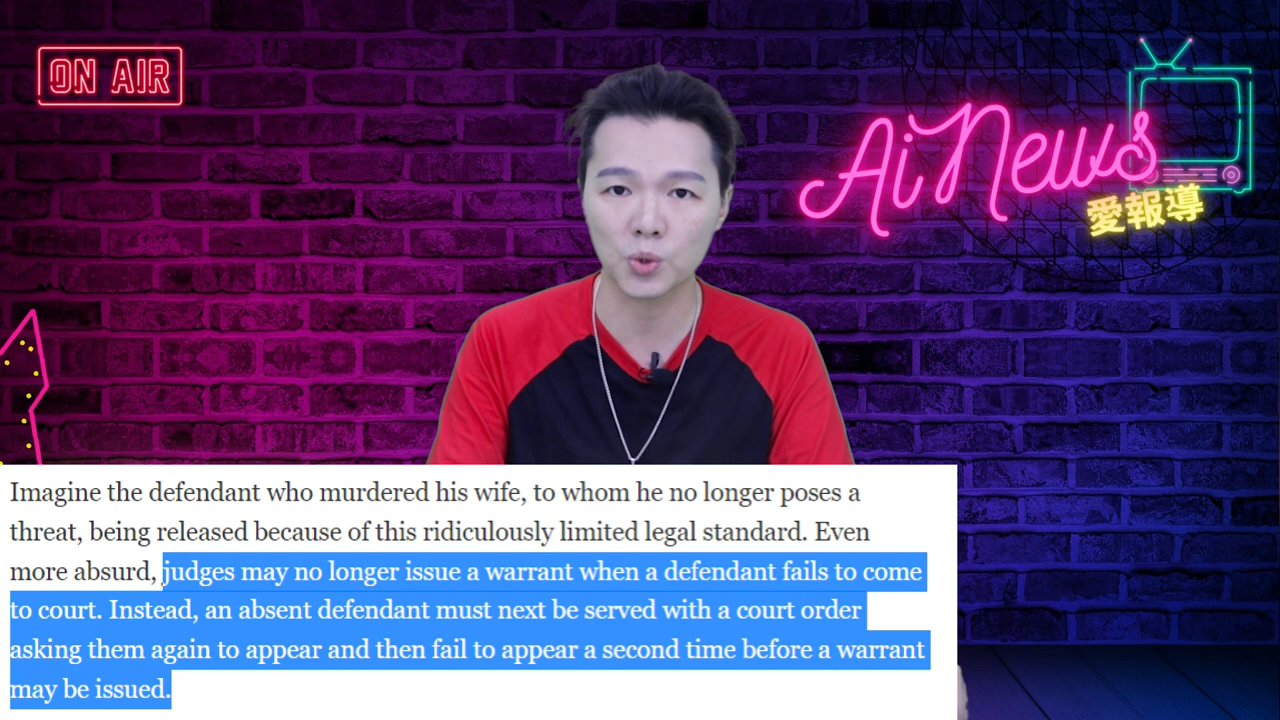 ON AIR
Ai News
愛報導
Imagine the defendant who murdered his wife, to whom he no longer poses a
threat, being released because of this ridiculously limited legal standard. Even
more absurd, judges may no longer issue a warrant when a defendant fails to come
to court. Instead, an absent defendant must next be served with a court order
asking them again to appear and then fail to appear a second time before a warrant
may be issued.